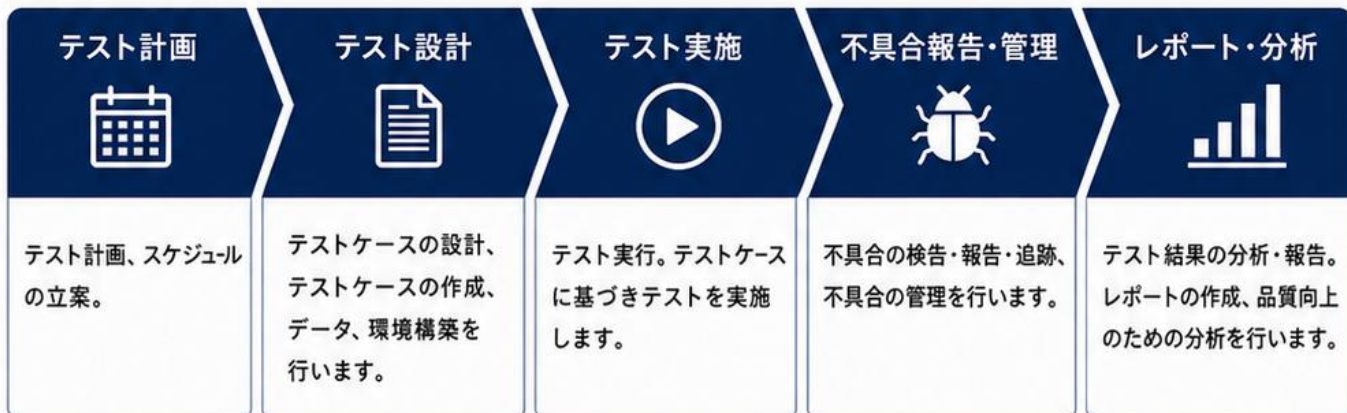 テスト計画
テスト計画、スケジュール
の立案。
テスト設計
テストケースの設計、
テストケースの作成、
データ、環境構築を
行います。
テスト実施
テスト実行。テストケース
に基づきテストを実施
します。
不具合報告・管理
不具合の検告・報告・追跡、
不具合の管理を行います。
レポート・分析
テスト結果の分析・報告。
レポートの作成、品質向上
のための分析を行います。